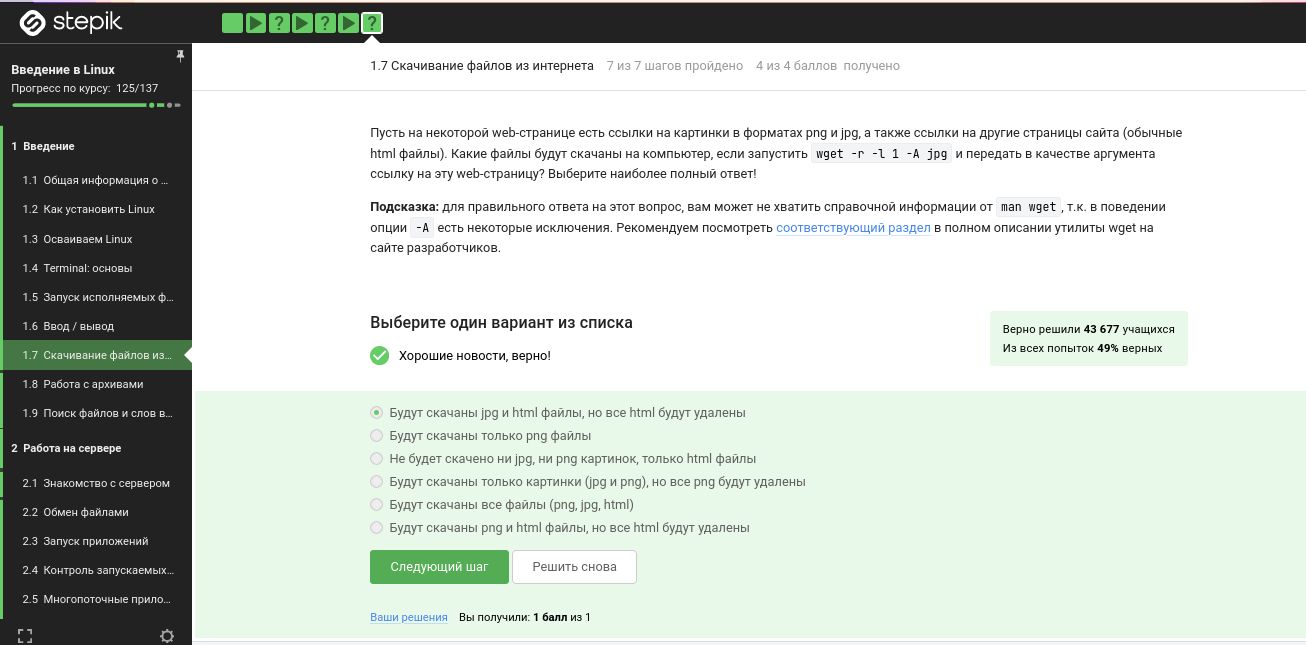 stepik
? ? ?
Введение в Linux
Прогресс по курсу: 125/137
1 Введение
1.1 Общая информация о ...
1.2 Как установить Linux
1.3 Осваиваем Linux
1.4 Terminal: основы
1.5 Запуск исполняемых ф...
1.6 Ввод / вывод
1.7 Скачивание файлов из...
1.8 Работа с архивами
1.9 Поиск файлов и слов в...
2 Работа на сервере
2.1 Знакомство с сервером
2.2 Обмен файлами
2.3 Запуск приложений
2.4 Контроль запускаемых...
2.5 Многопоточные прило...
1.7 Скачивание файлов из интернета 7 из 7 шагов пройдено 4 из 4 баллов получено
Пусть на некоторой web-странице есть ссылки на картинки в форматах png и jpg, а также ссылки на другие страницы сайта (обычные
html файлы). Какие файлы будут скачаны на компьютер, если запустить wget -r -l 1 -A jpg и передать в качестве аргумента
ссылку на эту web-страницу? Выберите наиболее полный ответ!
Подсказка: для правильного ответа на этот вопрос, вам может не хватить справочной информации от man wget, т.к. в поведении
опции -A есть некоторые исключения. Рекомендуем посмотреть соответствующий раздел в полном описании утилиты wget на
сайте разработчиков.
Выберите один вариант из списка
Хорошие новости, верно!
Верно решили 43 677 учащихся
Из всех попыток 49% верных
Будут скачаны jpg и html файлы, но все html будут удалены
Будут скачаны только png файлы
Не будет скачено ни jpg, ни png картинок, только html файлы
Будут скачаны только картинки (jpg и png), но все png будут удалены
Будут скачаны все файлы (png, jpg, html)
Будут скачаны png и html файлы, но все html будут удалены
Следующий шаг Решить снова
Ваши решения Вы получили: 1 балл из 1